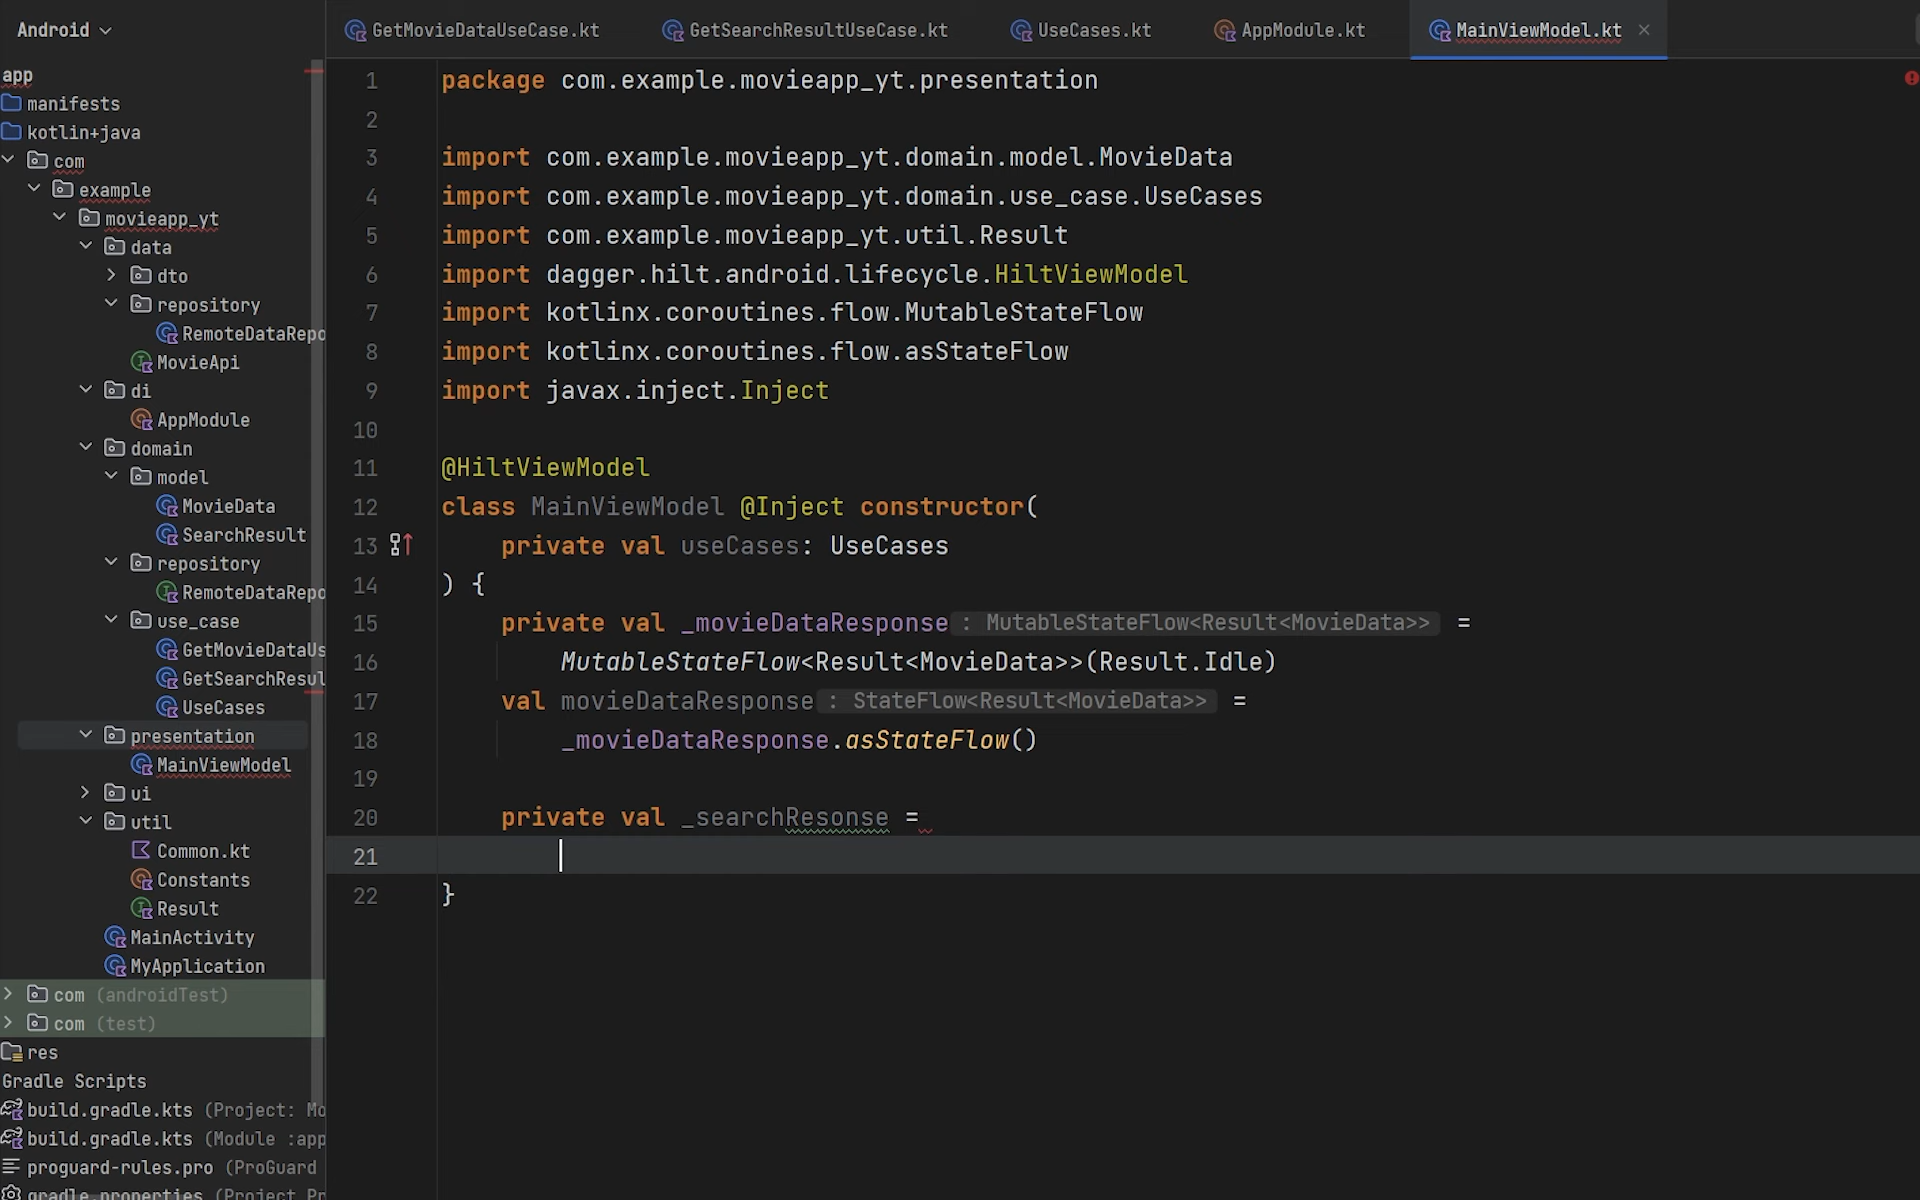 Android
GetMovieDataUseCase.kt
GetSearchResultUseCase.kt
UseCases.kt
AppModule.kt
MainViewModel.kt
app
manifests
kotlin+java
com
example
movieapp_yt
data
dto
repository
RemoteDataRepo
MovieApi
di
AppModule
domain
model
MovieData
SearchResult
repository
RemoteDataRepo
use_case
GetMovieDataUs
GetSearchResul
UseCases
presentation
MainViewModel
ui
util
Common.kt
Constants
Result
MainActivity
MyApplication
com (androidTest)
com (test)
res
Gradle Scripts
build.gradle.kts (Project: Mo
build.gradle.kts (Module :app
proguard-rules.pro (ProGuard
gradle.properties (Project Pr
1 package com.example.movieapp_yt.presentation
2
3 import com.example.movieapp_yt.domain.model.MovieData
4 import com.example.movieapp_yt.domain.use_case.UseCases
5 import com.example.movieapp_yt.util.Result
6 import dagger.hilt.android.lifecycle.HiltViewModel
7 import kotlinx.coroutines.flow.MutableStateFlow
8 import kotlinx.coroutines.flow.asStateFlow
9 import javax.inject.Inject
10
11 @HiltViewModel
12 class MainViewModel @Inject constructor(
13 private val useCases: UseCases
14 ) {
15 private val _movieDataResponse : MutableStateFlow<Result<MovieData>> =
16 MutableStateFlow<Result<MovieData>>(Result.Idle)
17 val movieDataResponse : StateFlow<Result<MovieData>> =
18 _movieDataResponse.asStateFlow()
19
20 private val _searchResonse =
21
22 }